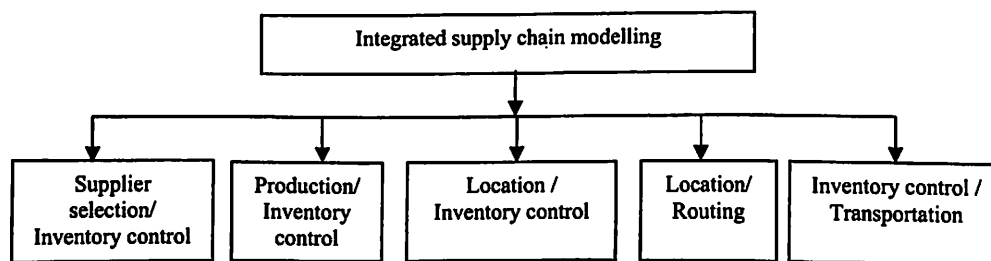 Integrated supply chain modelling
Supplier
selection/
Inventory control
Production/
Inventory
control
Location /
Inventory control
Location/
Routing
Inventory control /
Transportation